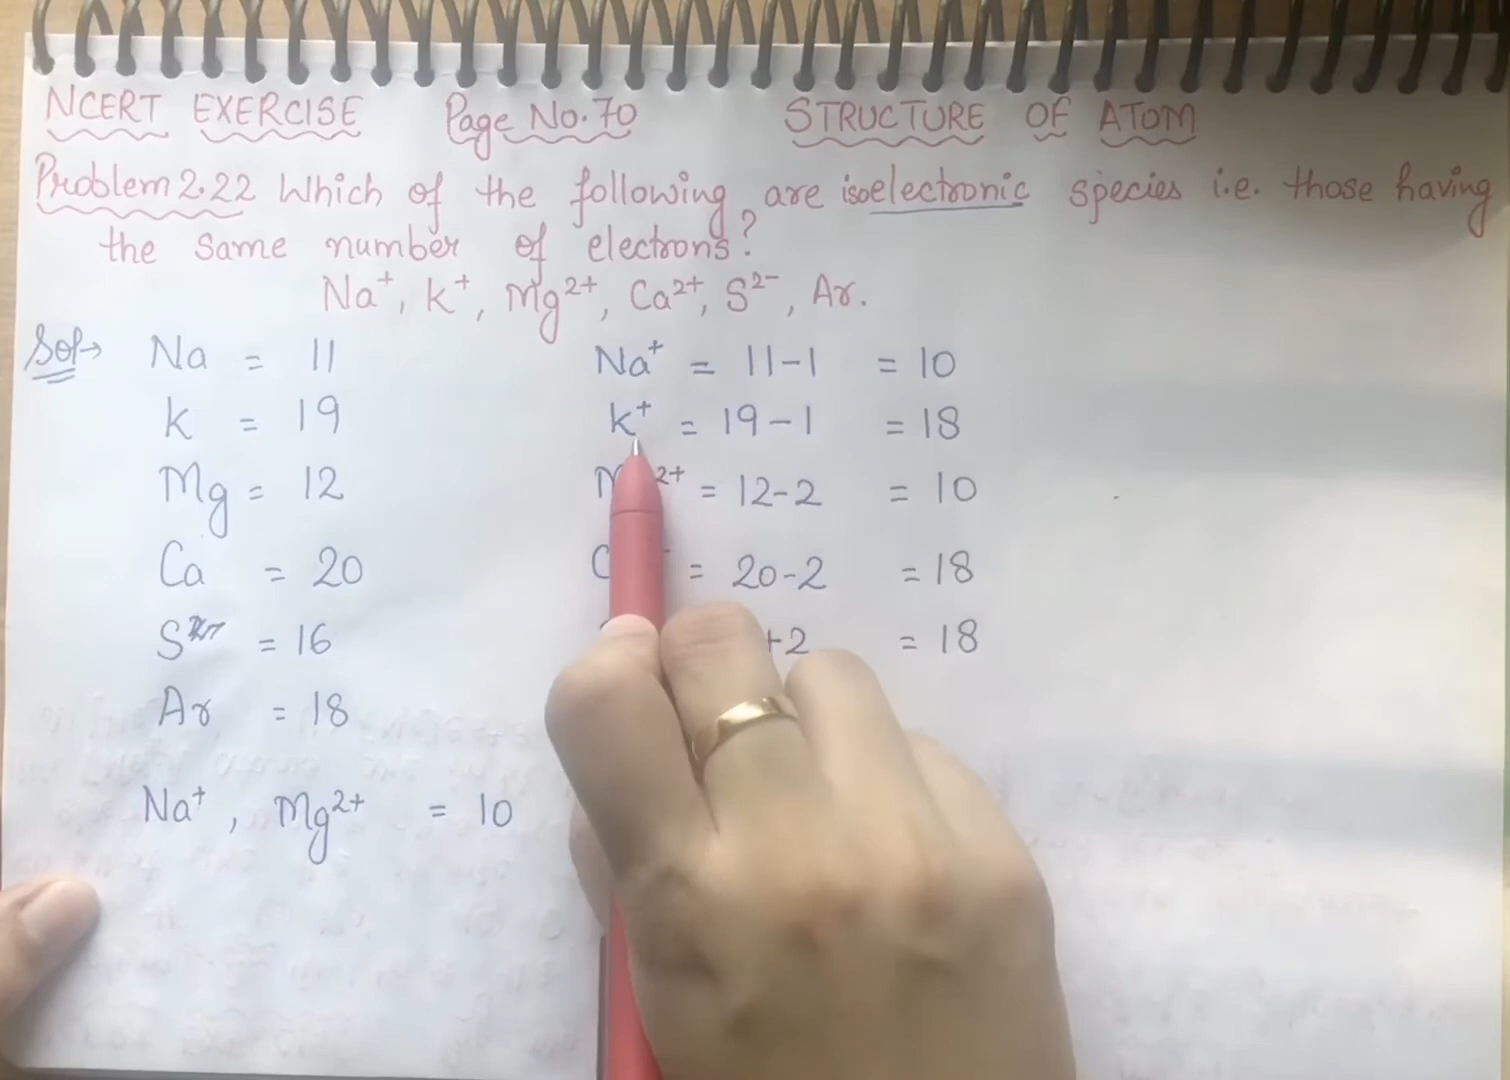 NCERT EXERCISE Page No.70 STRUCTURE OF ATOM
Problem 2.22 Which of the following are isoelectronic species i.e. those having
the same number of electrons?
Na⁺, K⁺, Mg²⁺, Ca²⁺, S²⁻, Ar.
Sol→ Na = 11 Na⁺ = 11-1 = 10
K = 19 K⁺ = 19-1 = 18
Mg = 12 2+ = 12-2 = 10
Ca = 20 C = 20-2 = 18
S = 16 +2 = 18
Ar = 18
Na⁺, Mg²⁺ = 10